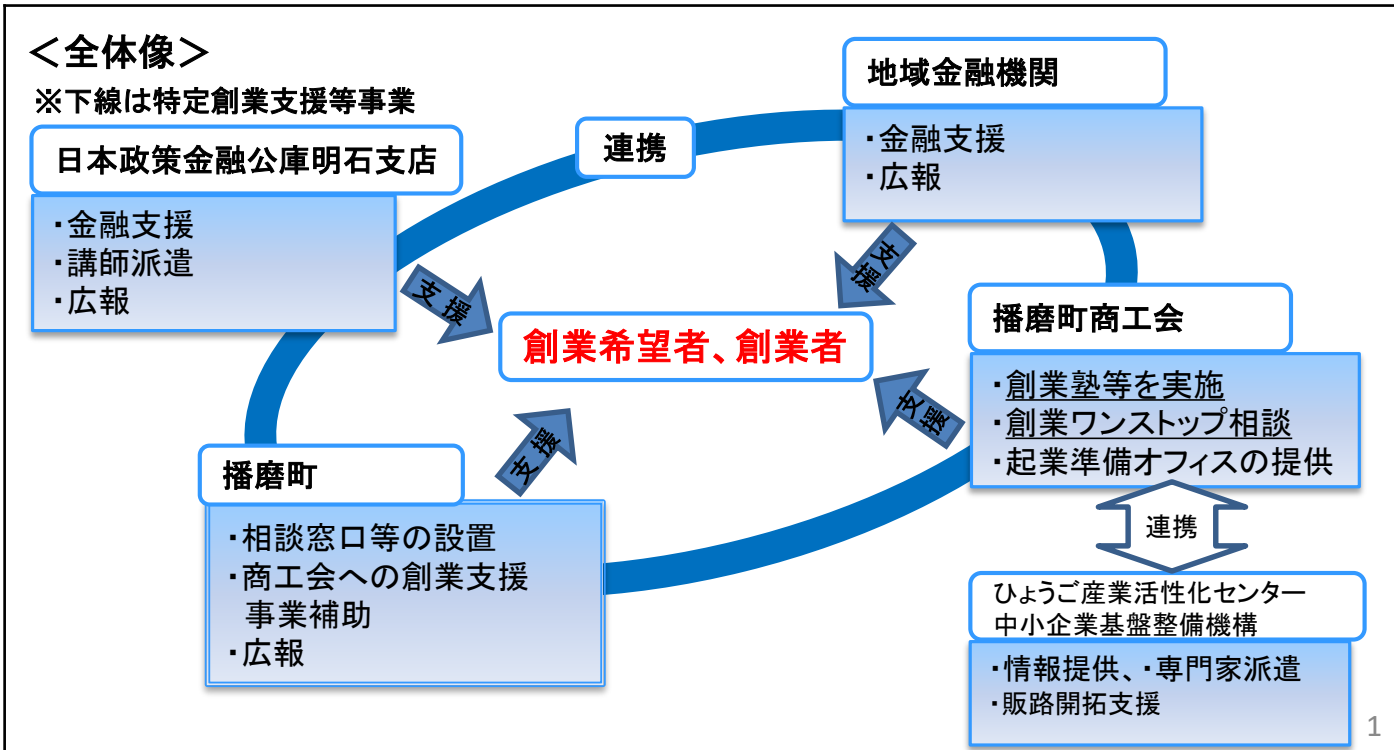 ＜全体像＞
※下線は特定創業支援等事業
日本政策金融公庫明石支店
・金融支援
・講師派遣
・広報
連携
地域金融機関
・金融支援
・広報
支援
支援
創業希望者、創業者
播磨町商工会
・創業塾等を実施
・創業ワンストップ相談
・起業準備オフィスの提供
支援
支援
播磨町
・相談窓口等の設置
・商工会への創業支援
事業補助
・広報
連携
ひょうご産業活性化センター
中小企業基盤整備機構
・情報提供、・専門家派遣
・販路開拓支援
1